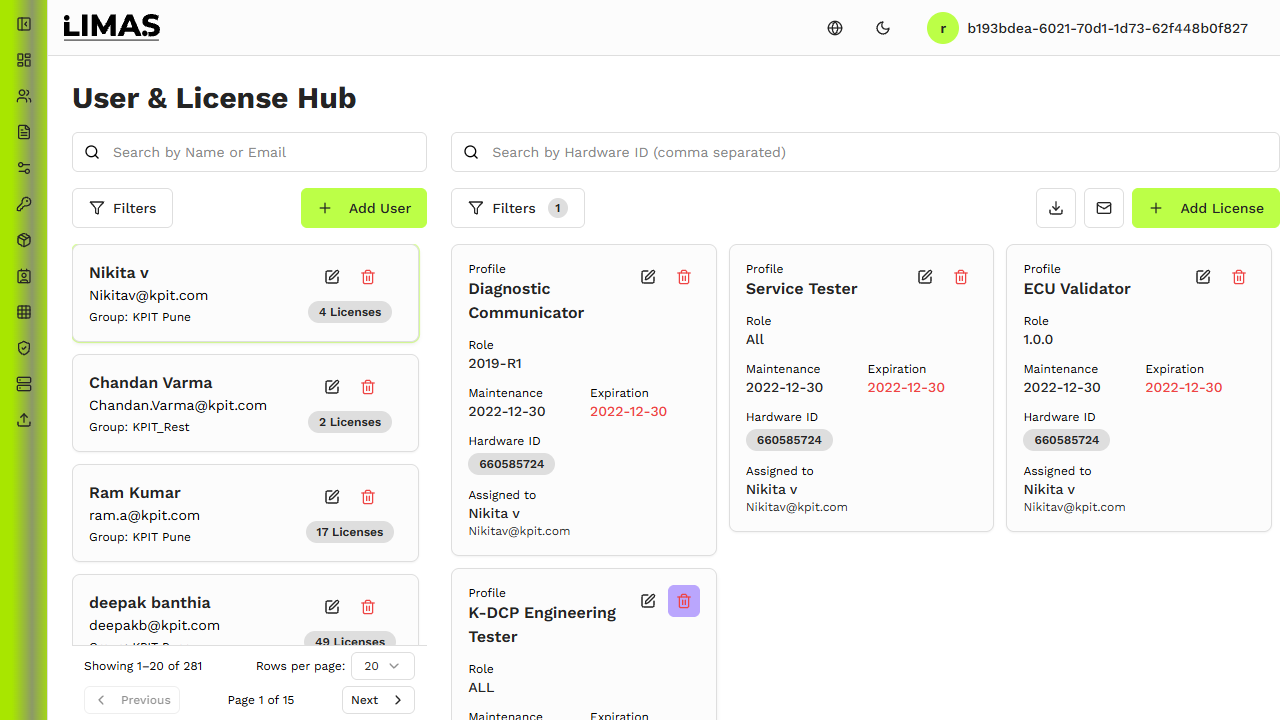 LIMAS
r
b193bdea-6021-70d1-1d73-62f448b0f827
User & License Hub
Search by Name or Email
Search by Hardware ID (comma separated)
Filters
Add User
Filters 1
Add License
Nikita v
Nikitav@kpit.com
Group: KPIT Pune
4 Licenses
Chandan Varma
Chandan.Varma@kpit.com
Group: KPIT_Rest
2 Licenses
Ram Kumar
ram.a@kpit.com
Group: KPIT Pune
17 Licenses
deepak banthia
deepakb@kpit.com
49 Licenses
Showing 1–20 of 281
Rows per page: 20
Previous
Page 1 of 15
Next
Profile
Diagnostic
Communicator
Role
2019-R1
Maintenance
2022-12-30
Expiration
2022-12-30
Hardware ID
660585724
Assigned to
Nikita v
Nikitav@kpit.com
Profile
Service Tester
Role
All
Maintenance
2022-12-30
Expiration
2022-12-30
Hardware ID
660585724
Assigned to
Nikita v
Nikitav@kpit.com
Profile
ECU Validator
Role
1.0.0
Maintenance
2022-12-30
Expiration
2022-12-30
Hardware ID
660585724
Assigned to
Nikita v
Nikitav@kpit.com
Profile
K-DCP Engineering
Tester
Role
ALL
Maintenance
Expiration